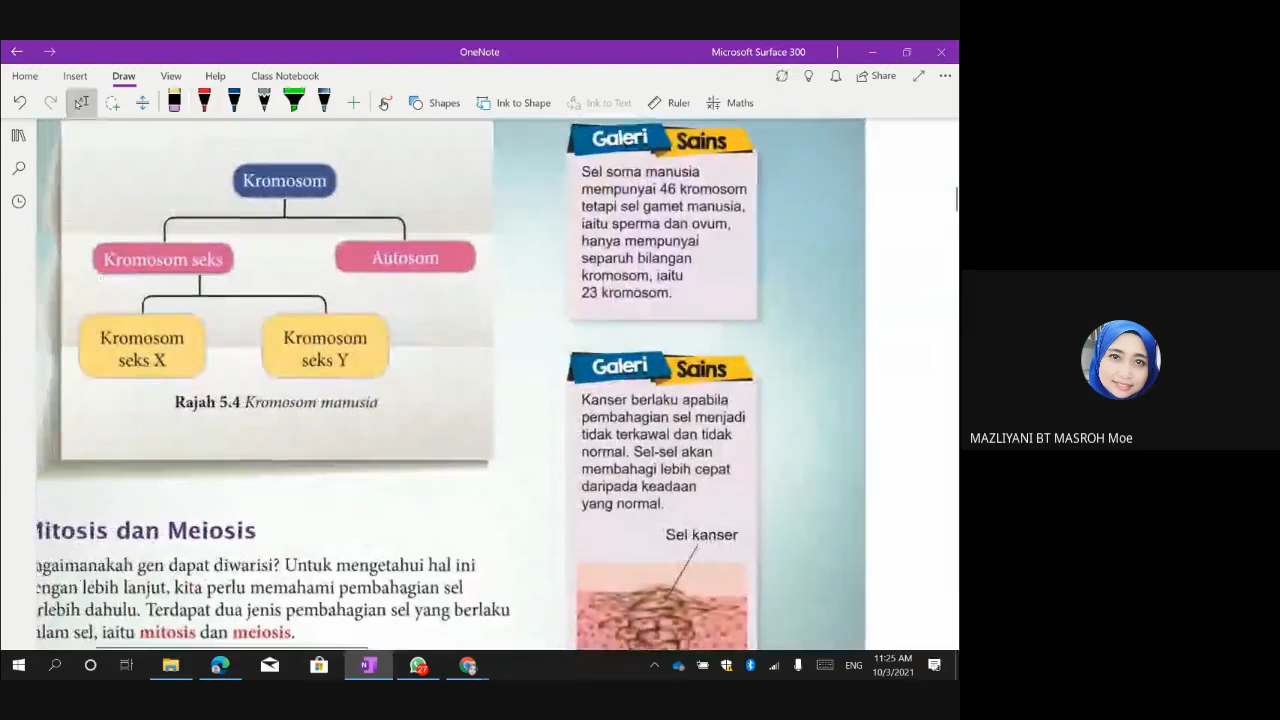 OneNote
Microsoft Surface 300
Home
Insert
Draw
View
Help
Class Notebook
Share
Shapes
Ink to Shape
Ink to Text
Ruler
Maths
Kromosom
Kromosom seks
Autosom
Kromosom
seks X
Kromosom
seks Y
Rajah 5.4 Kromosom manusia
Mitosis dan Meiosis
agaimanakah gen dapat diwarisi? Untuk mengetahui hal ini
engan lebih lanjut, kita perlu memahami pembahagian sel
rlebih dahulu. Terdapat dua jenis pembahagian sel yang berlaku
alam sel, iaitu mitosis dan meiosis.
Galeri Sains
Sel soma manusia
mempunyai 46 kromosom
tetapi sel gamet manusia,
iaitu sperma dan ovum,
hanya mempunyai
separuh bilangan
kromosom, iaitu
23 kromosom.
Galeri Sains
Kanser berlaku apabila
pembahagian sel menjadi
tidak terkawal dan tidak
normal. Sel-sel akan
membahagi lebih cepat
daripada keadaan
yang normal.
Sel kanser
MAZLIYANI BT MASROH Moe
27
ENG
11:25 AM
10/3/2021